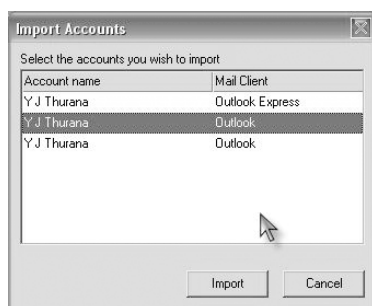 Import Accounts
Select the accounts you wish to import
Account name Mail Client
Y J Thurana Outlook Express
Y J Thurana Outlook
Y J Thurana Outlook
Import Cancel